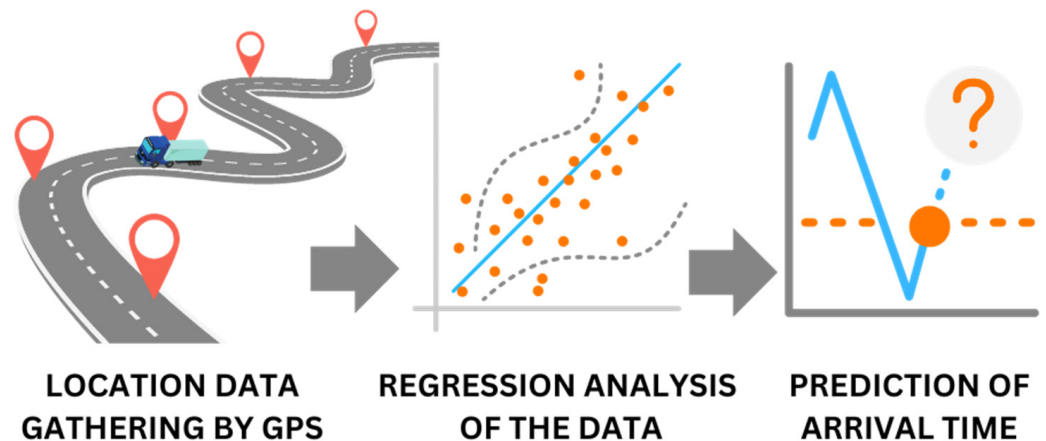 ?
LOCATION DATA
GATHERING BY GPS
REGRESSION ANALYSIS
OF THE DATA
PREDICTION OF
ARRIVAL TIME